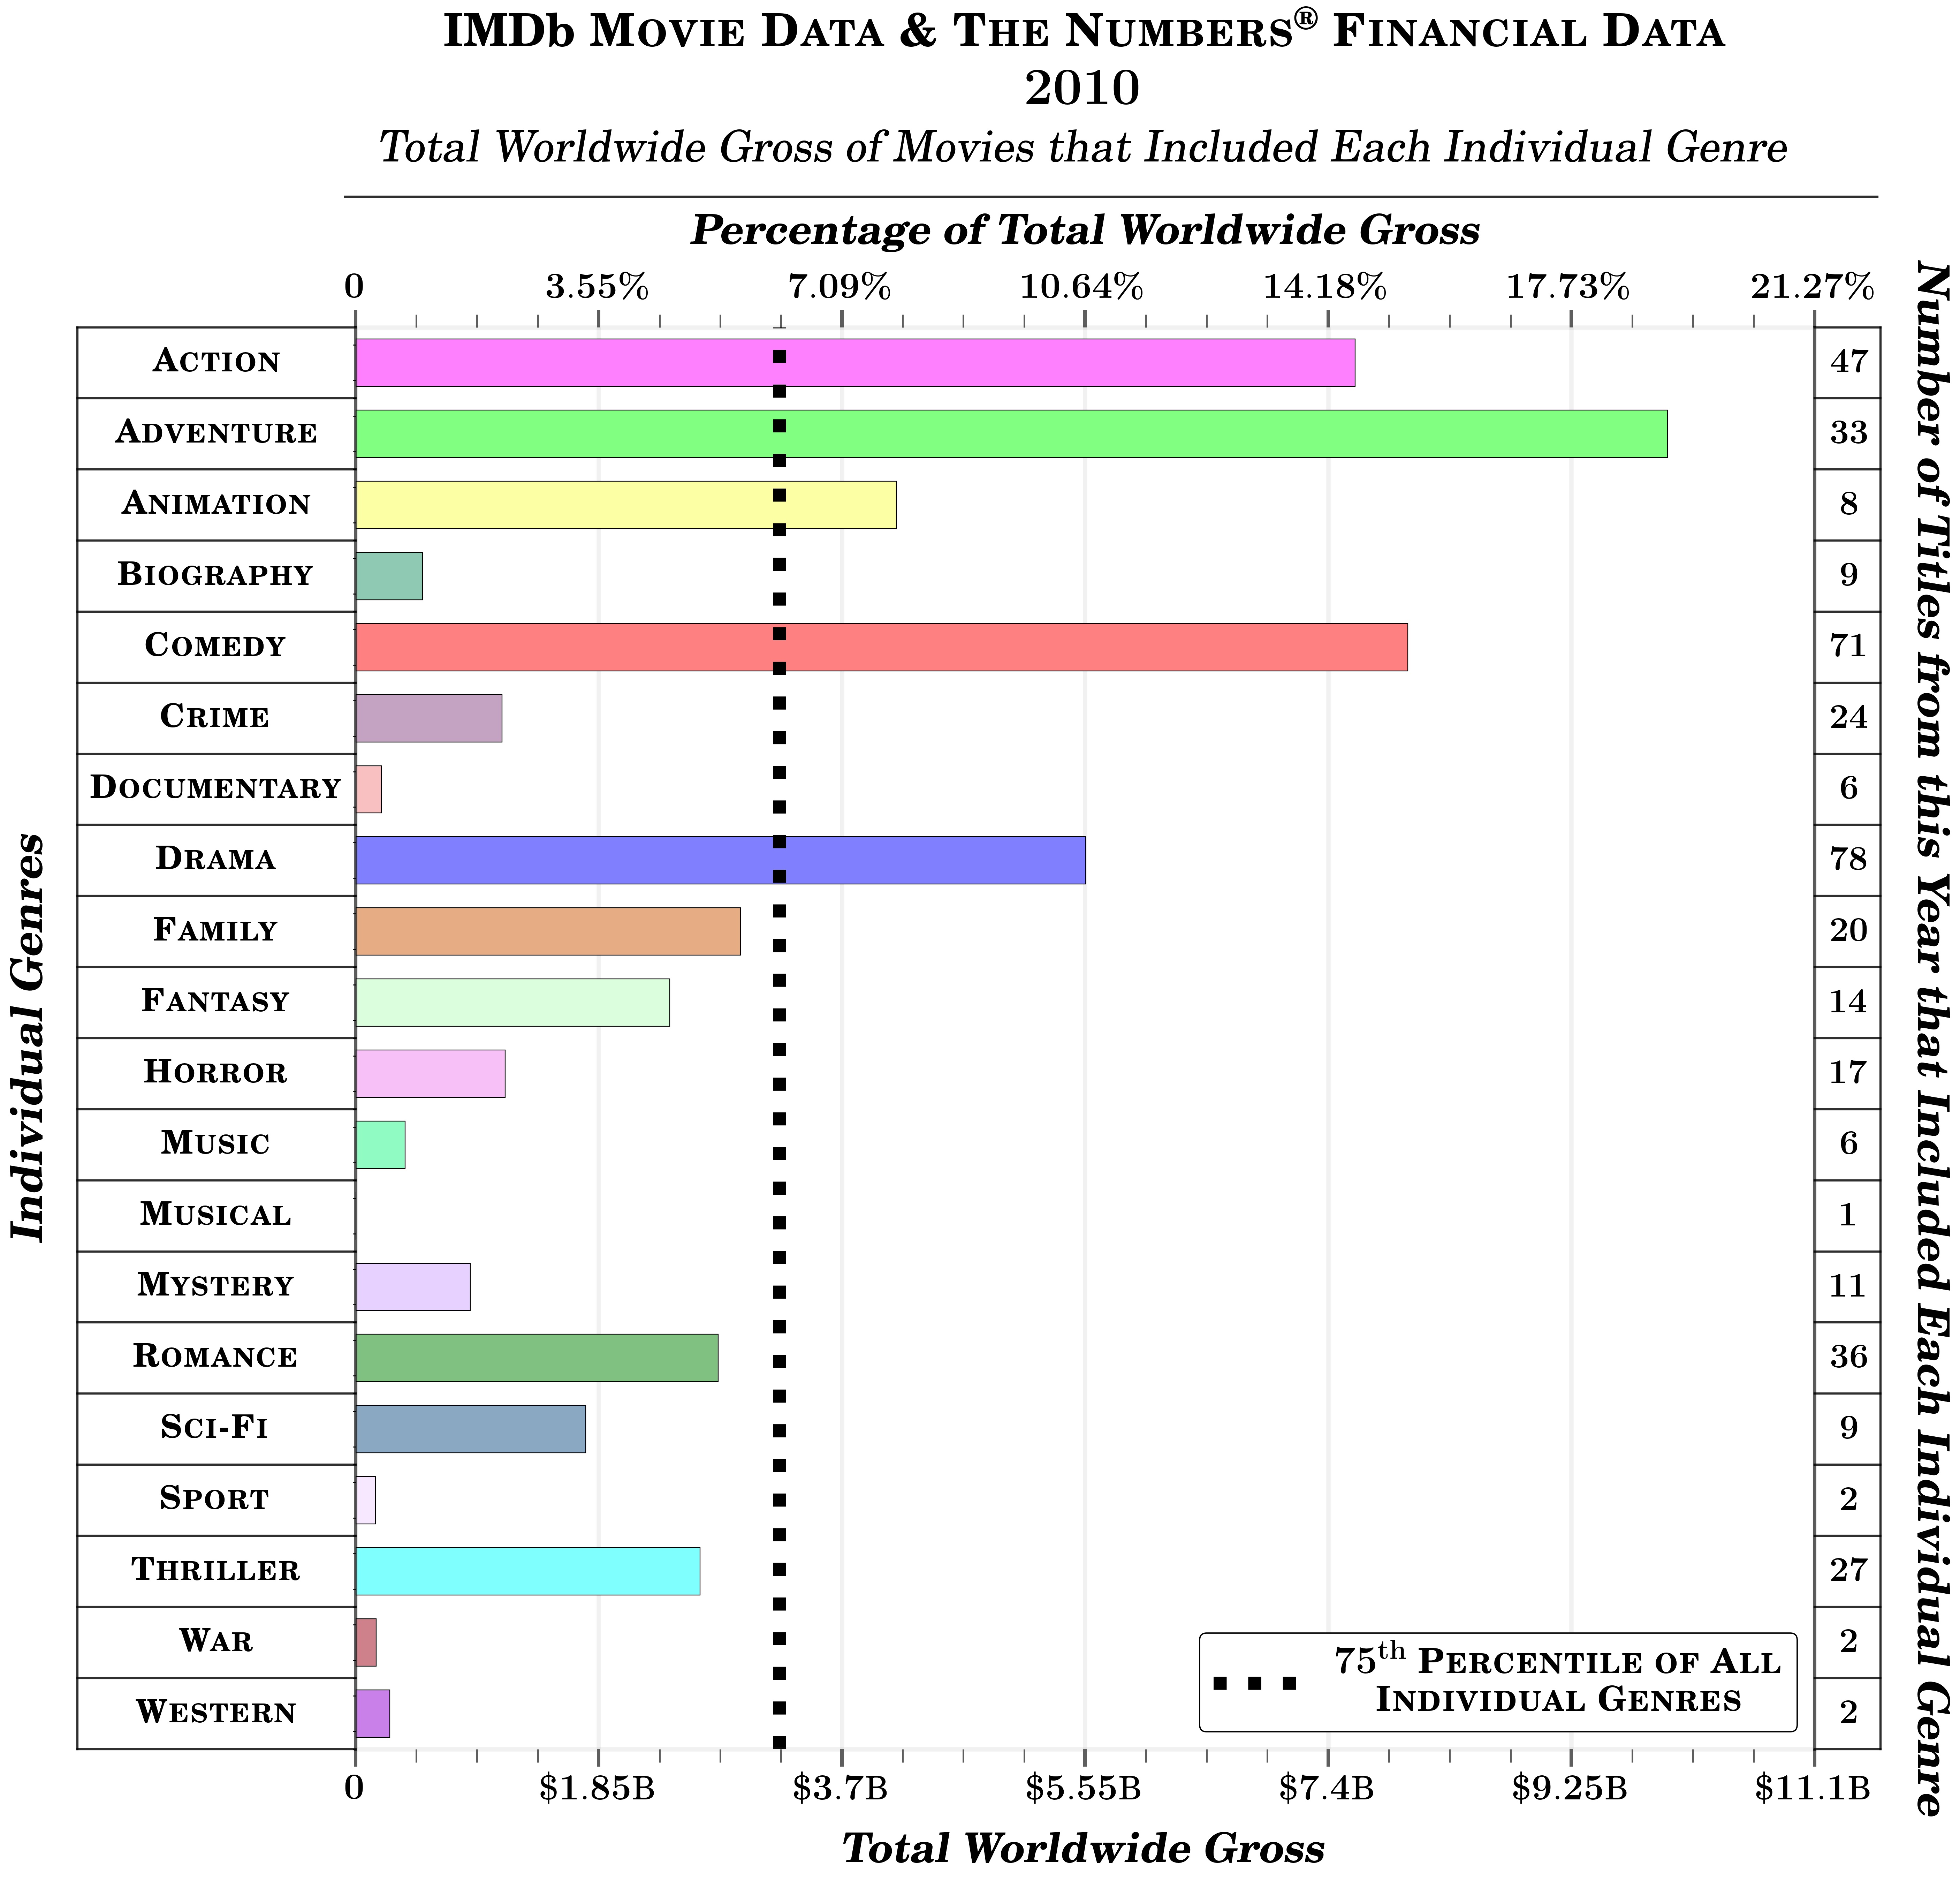 IMDb Movie Data & The Numbers® Financial Data
2010
Total Worldwide Gross of Movies that Included Each Individual Genre
Percentage of Total Worldwide Gross
0 3.55% 7.09% 10.64% 14.18% 17.73% 21.27%
Action 47
Adventure 33
Animation 8
Biography 9
Comedy 71
Crime 24
Documentary 6
Drama 78
Family 20
Fantasy 14
Horror 17
Music 6
Musical 1
Mystery 11
Romance 36
Sci-Fi 9
Sport 2
Thriller 27
War 2
Western 2
Individual Genres
Number of Titles from this Year that Included Each Individual Genre
75th Percentile of All
Individual Genres
0 $1.85B $3.7B $5.55B $7.4B $9.25B $11.1B
Total Worldwide Gross